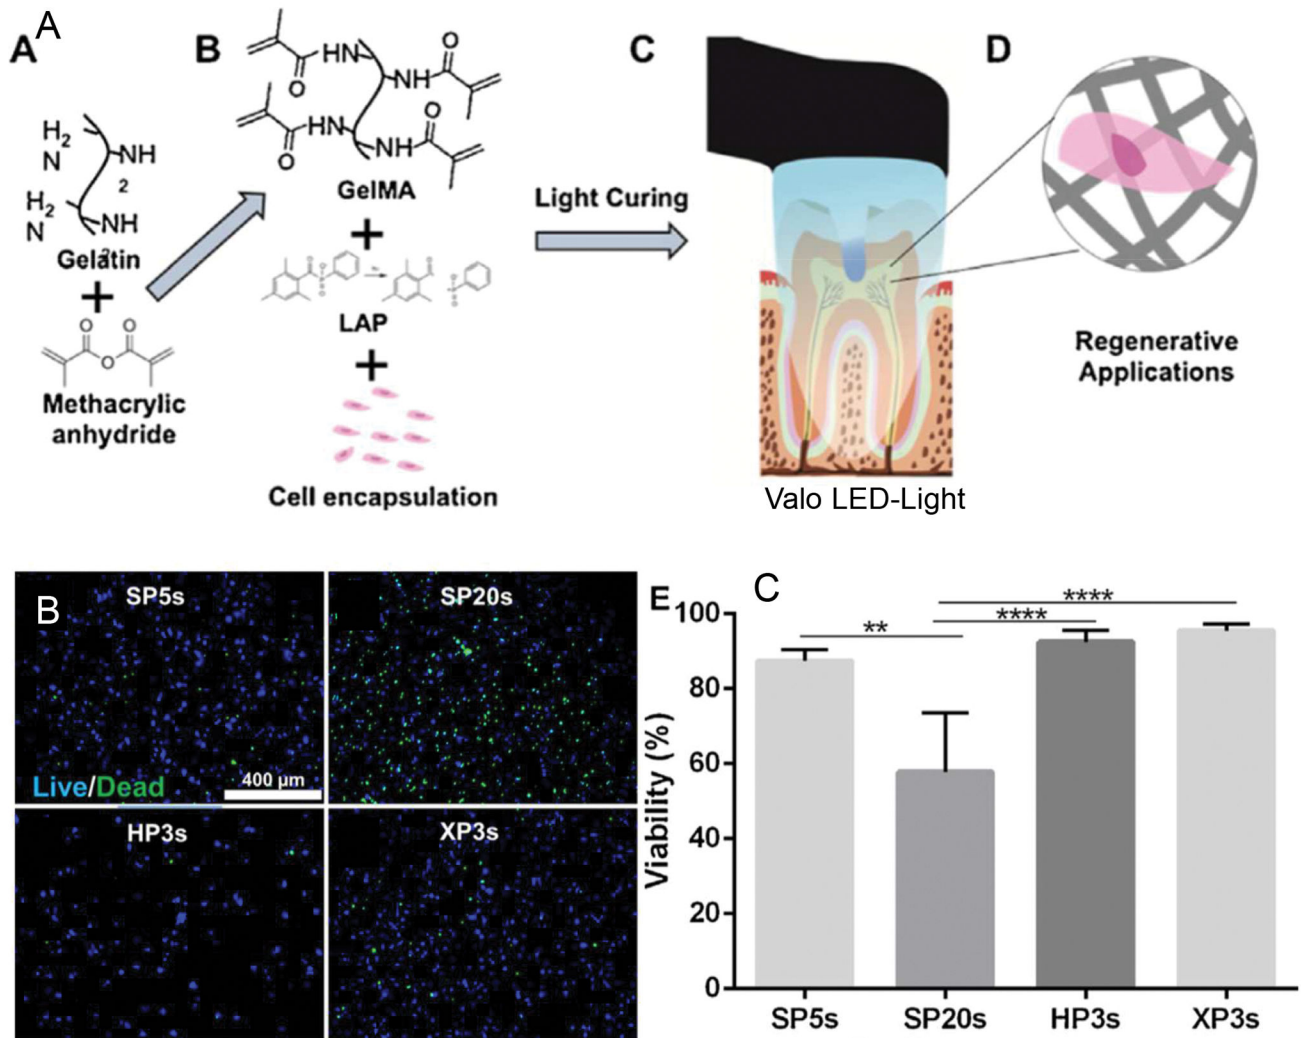 A
A
B
C
D
HN
O
NH
O
HN
O
NH
O
GelMA
H2
N
NH
2
H2
N
NH
2
Gelatin
+
O O
O
Methacrylic
anhydride
+
LAP
+
Cell encapsulation
Light Curing
Valo LED-Light
Regenerative
Applications
B
SP5s
SP20s
Live/Dead
400 µm
HP3s
XP3s
E
C
****
****
**
Viability (%)
100
80
60
40
20
0
SP5s SP20s HP3s XP3s